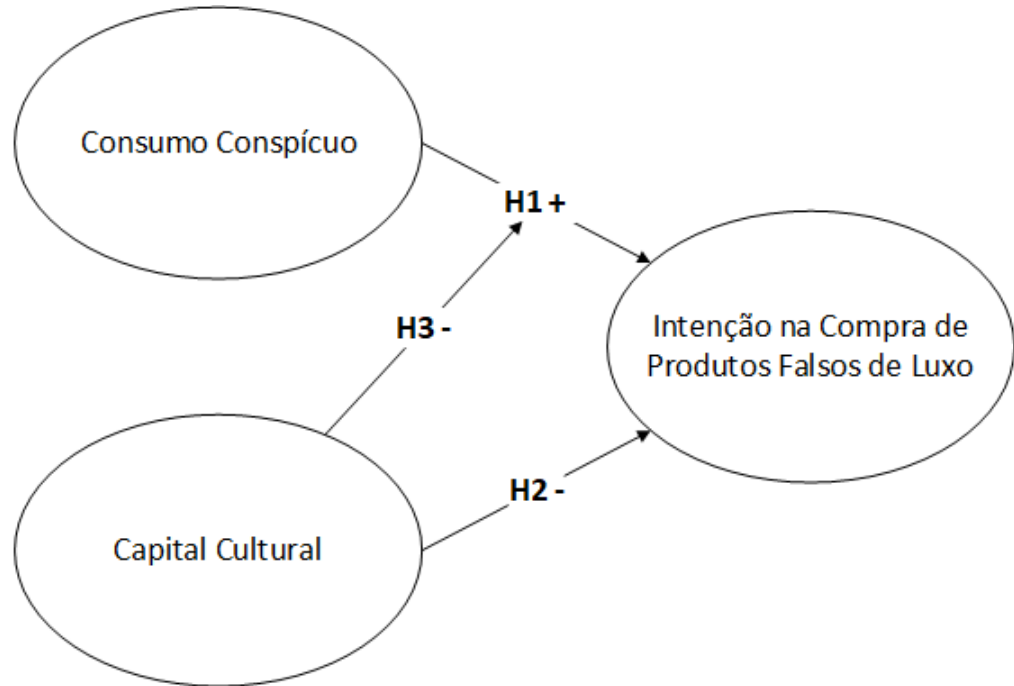 Consumo Conspícuo
H1 +
H3 -
Intenção na Compra de
Produtos Falsos de Luxo
H2 -
Capital Cultural